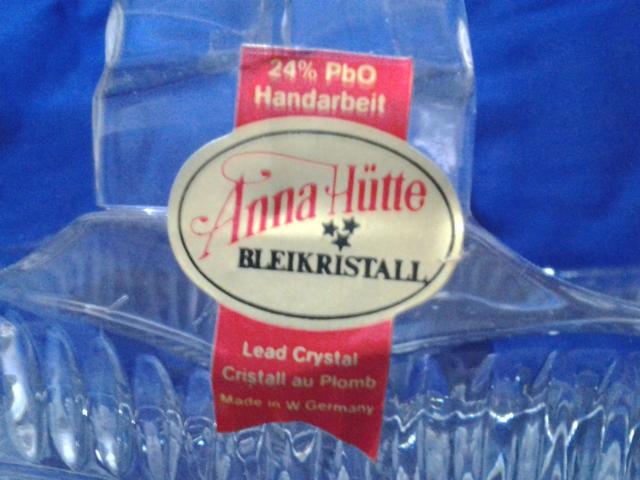 24% PbO
Handarbeit
Anna Hütte
BLEIKRISTALL
Lead Crystal
Cristall au Plomb
Made in W Germany